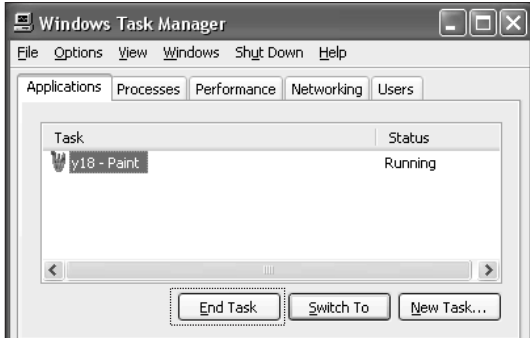 Windows Task Manager
File Options View Windows Shut Down Help
Applications Processes Performance Networking Users
Task Status
y18 - Paint Running
End Task Switch To New Task...